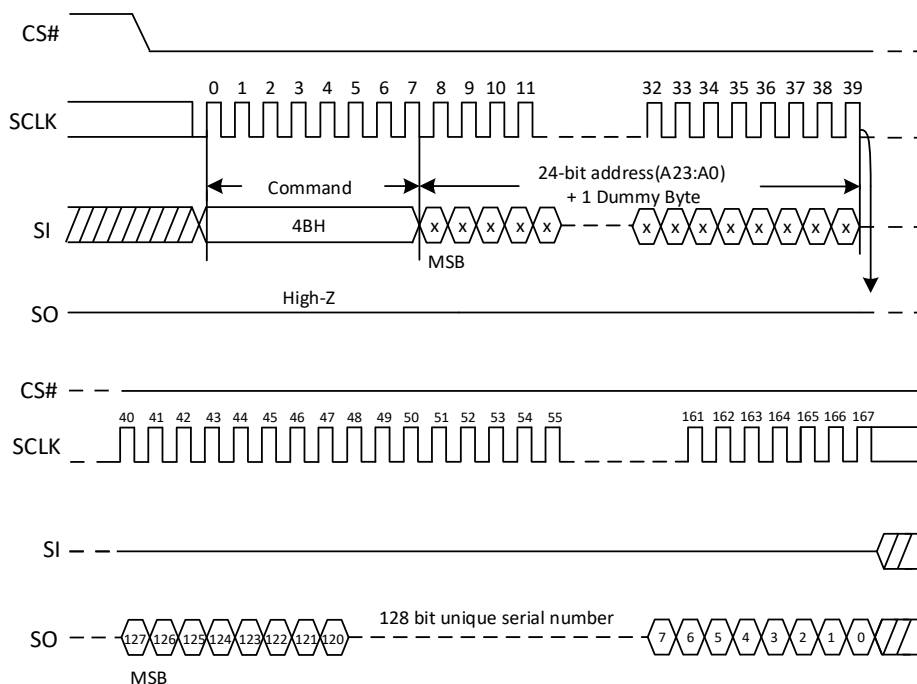 CS#
0 1 2 3 4 5 6 7 8 9 10 11 32 33 34 35 36 37 38 39
SCLK
Command
24-bit address(A23:A0)
+ 1 Dummy Byte
SI
4BH
x x x x x x x x x x x x x
MSB
High-Z
SO
CS#
40 41 42 43 44 45 46 47 48 49 50 51 52 53 54 55 161 162 163 164 165 166 167
SCLK
SI
128 bit unique serial number
SO
127 126 125 124 123 122 121 120 7 6 5 4 3 2 1 0
MSB